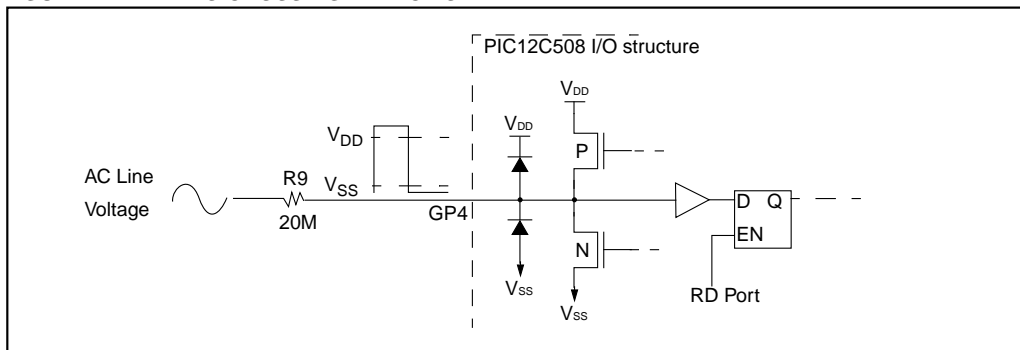 PIC12C508 I/O structure
VDD
VDD
VDD
P
AC Line
Voltage
R9
20M
VSS
GP4
D Q
EN
N
VSS
VSS
RD Port